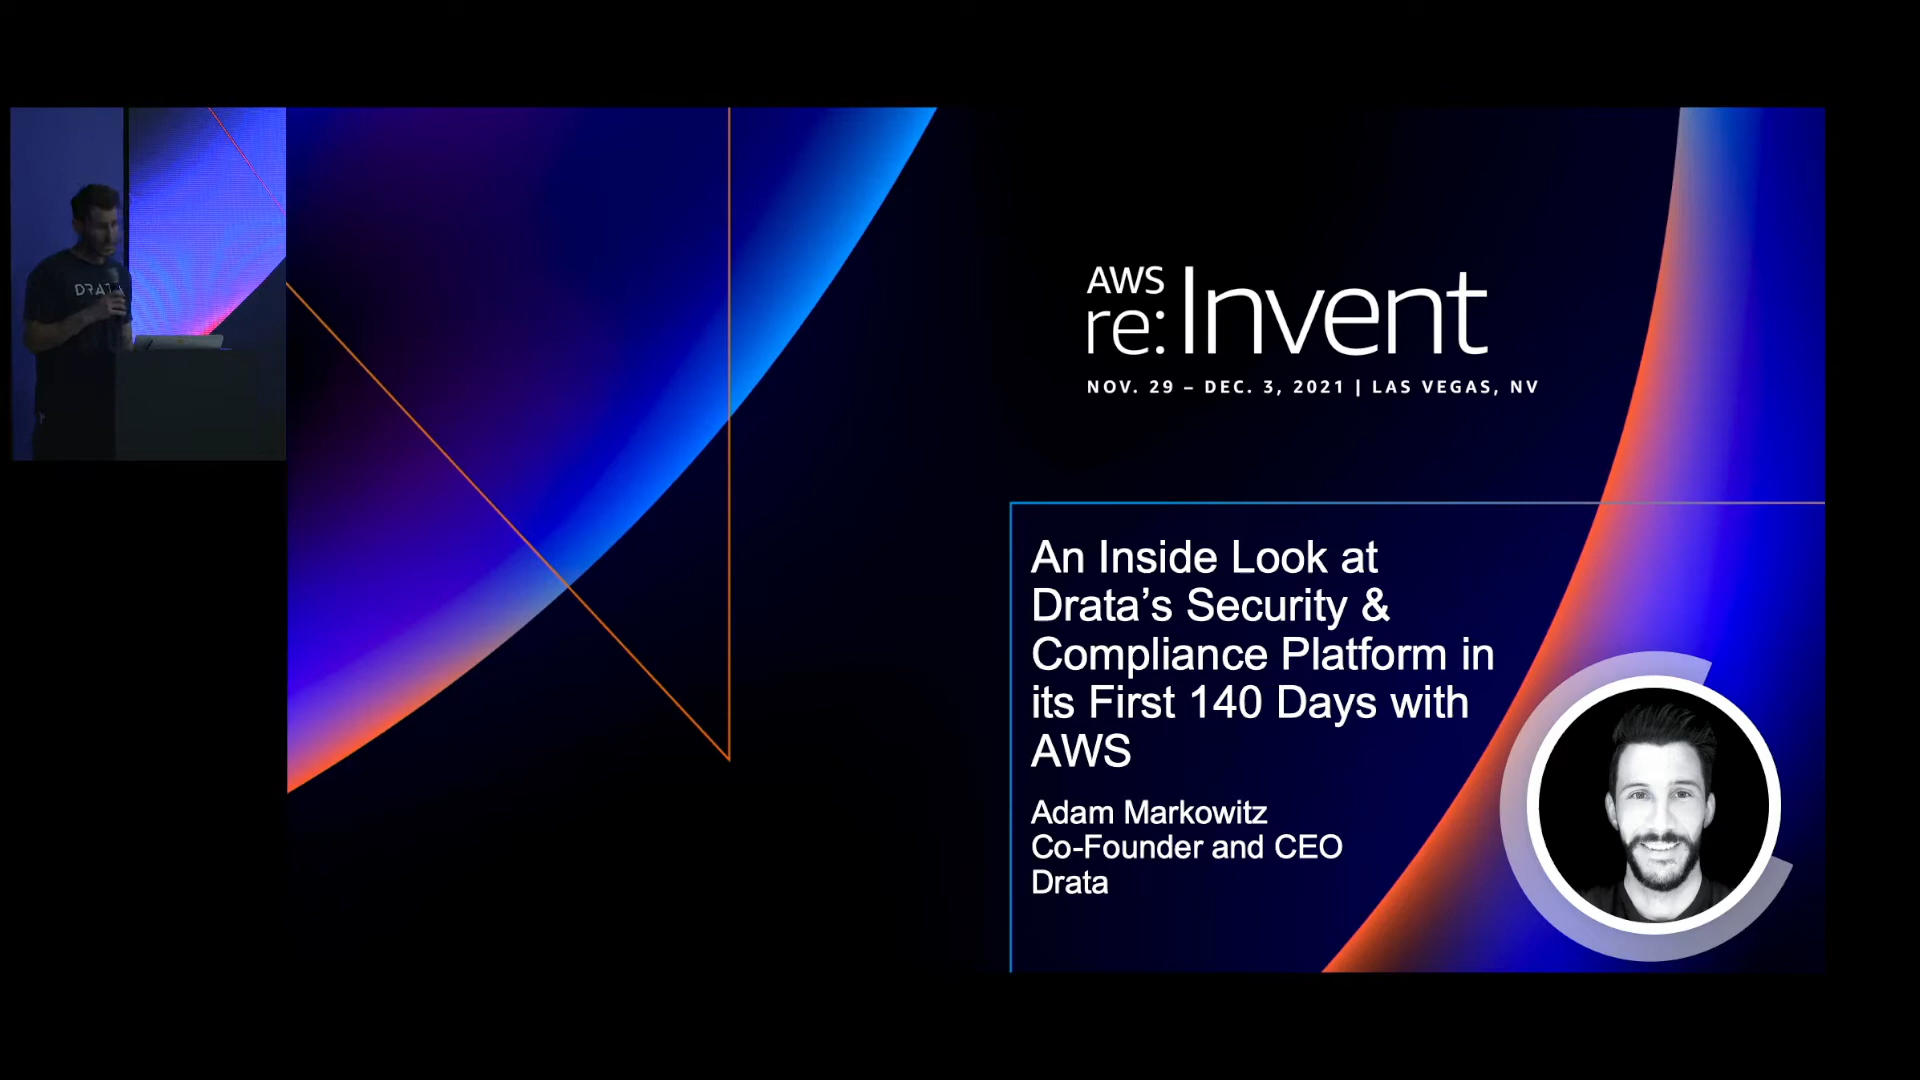 DRATA
AWS
re:Invent
NOV. 29 – DEC. 3, 2021 | LAS VEGAS, NV
An Inside Look at
Drata’s Security &
Compliance Platform in
its First 140 Days with
AWS
Adam Markowitz
Co-Founder and CEO
Drata